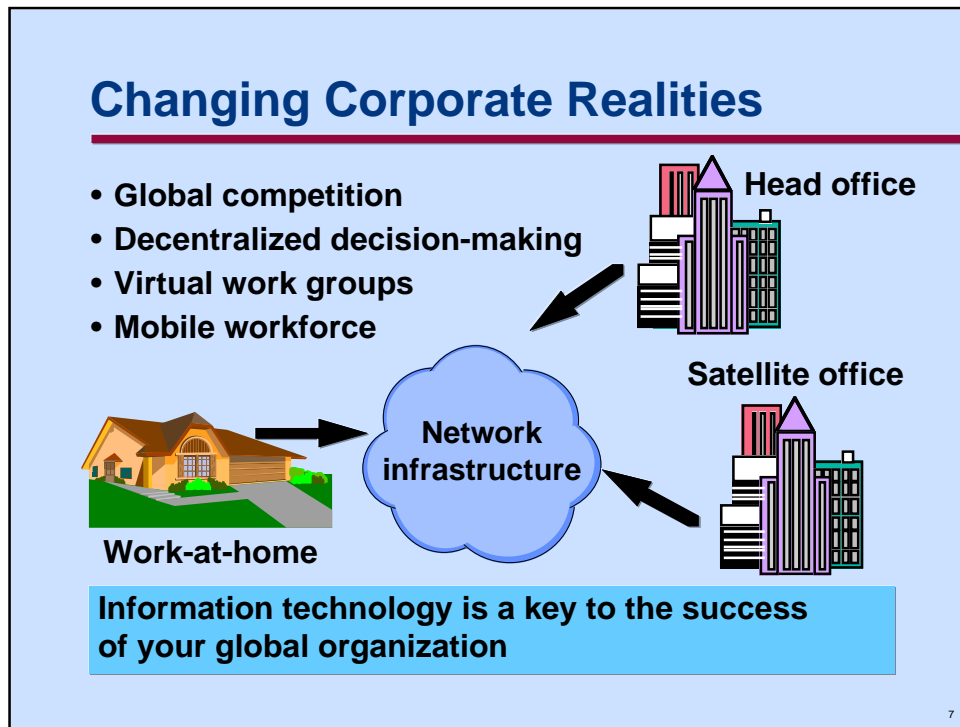 Changing Corporate Realities
• Global competition
• Decentralized decision-making
• Virtual work groups
• Mobile workforce
Head office
Satellite office
Network
infrastructure
Work-at-home
Information technology is a key to the success
of your global organization
7